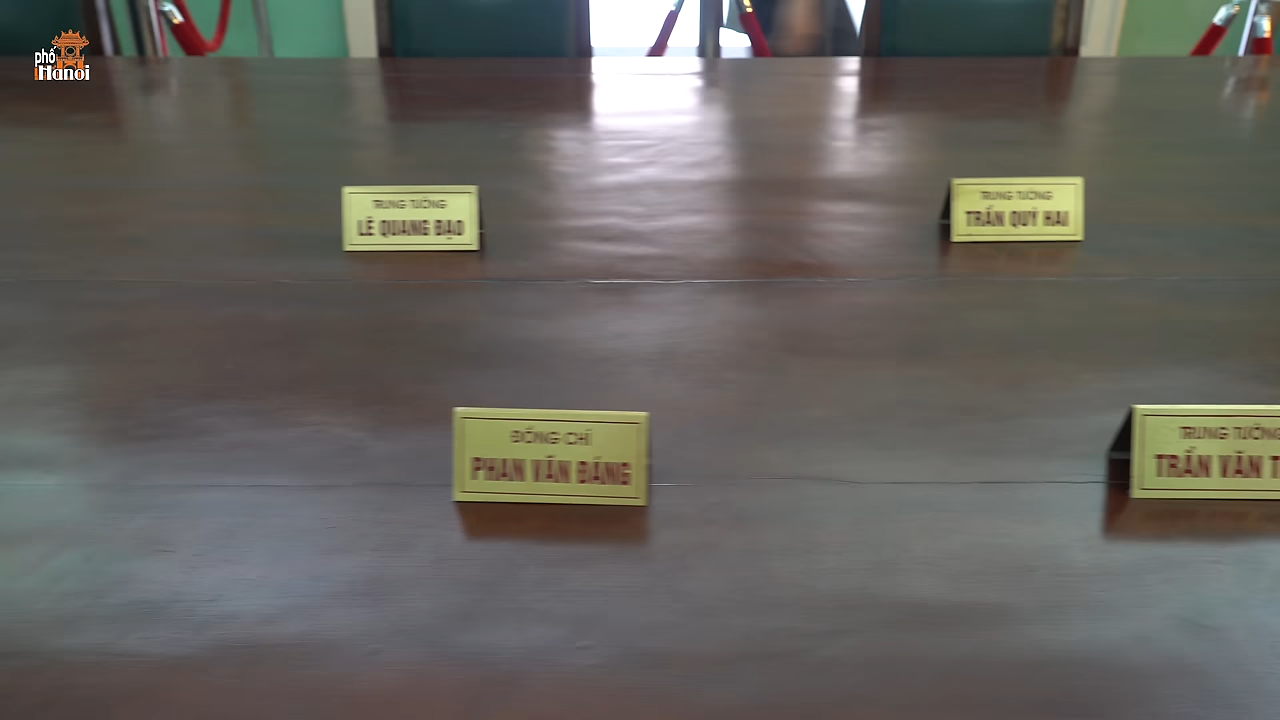 phố
Hanoi
TRUNG TƯỚNG
LÊ QUANG ĐẠO
TRUNG TƯỚNG
TRẦN QUÝ HAI
ĐỒNG CHÍ
PHAN VĂN ĐÁNG
TRUNG TƯỚNG
TRẦN VĂN